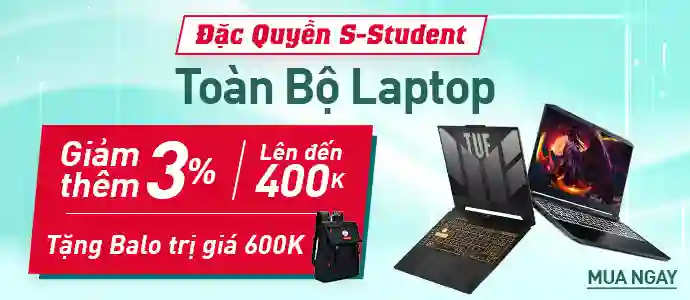 Đặc Quyền S-Student
Toàn Bộ Laptop
Giảm thêm 3%
Lên đến 400K
Tặng Balo trị giá 600K
TUF
MUA NGAY